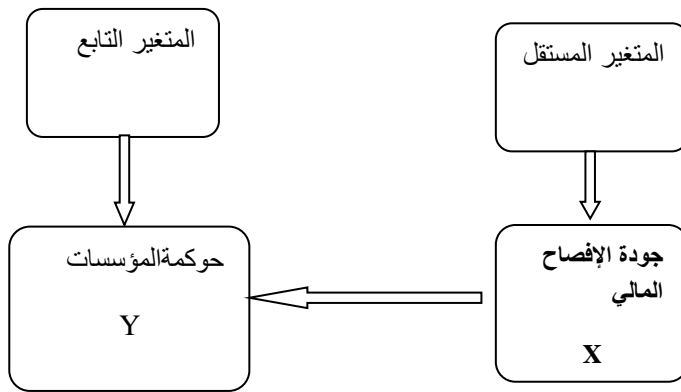 المتغير المستقل
المتغير التابع
جودة الإفصاح
المالي
X
حوكمةالمؤسسات
Y